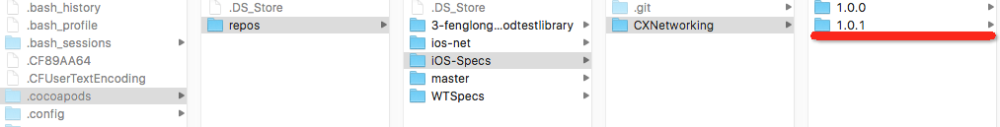 .bash_history
.bash_profile
.bash_sessions
.CF89AA64
.CFUserTextEncoding
.cocoapods
.config
.DS_Store
repos
.DS_Store
3-fenglong...odtestlibrary
ios-net
iOS-Specs
master
WTSpecs
.git
CXNetworking
1.0.0
1.0.1